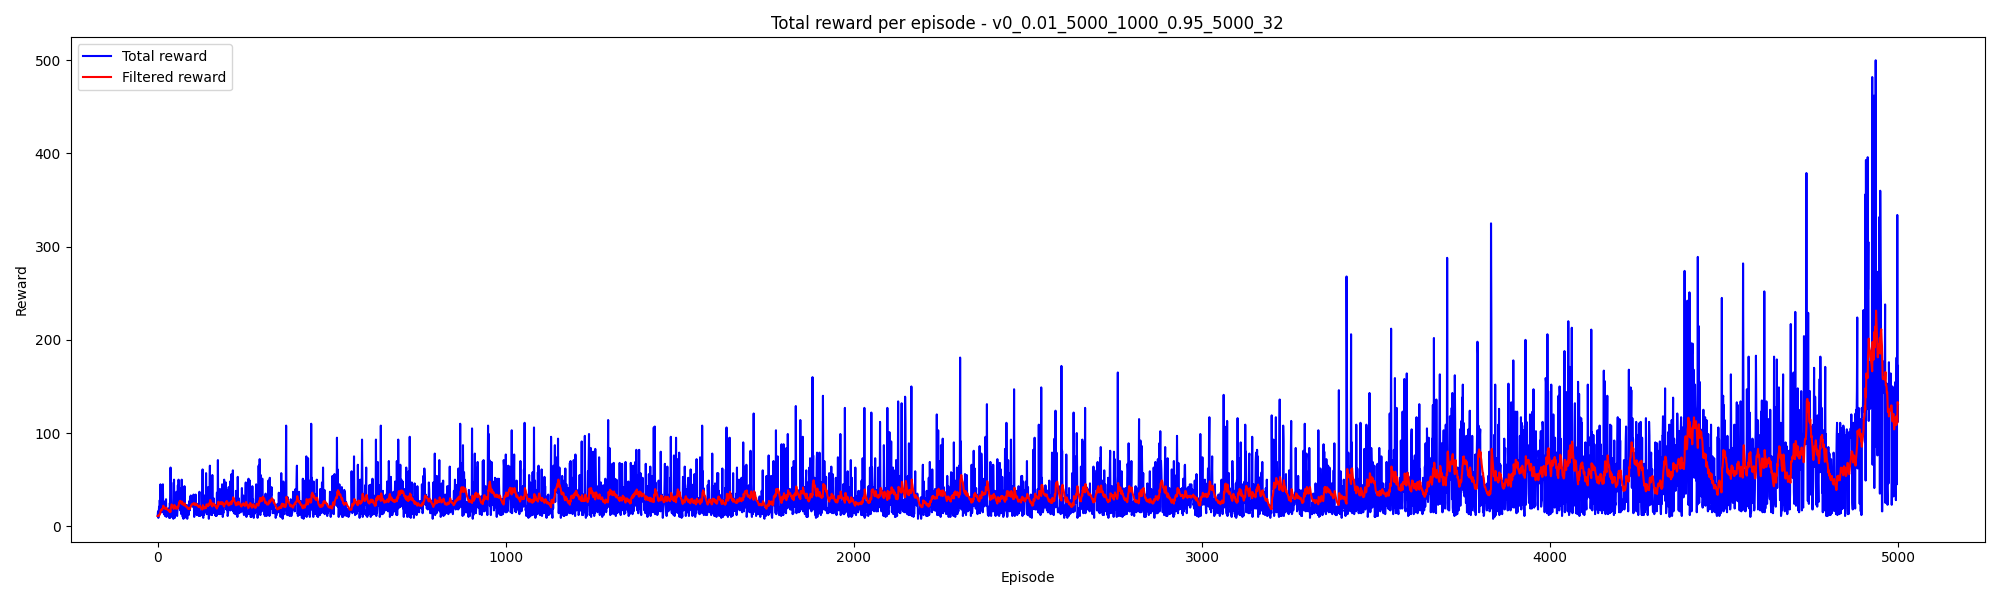 Total reward per episode - v0_0.01_5000_1000_0.95_5000_32
Total reward
Filtered reward
500
400
300
200
100
0
Reward
0 1000 2000 3000 4000 5000
Episode